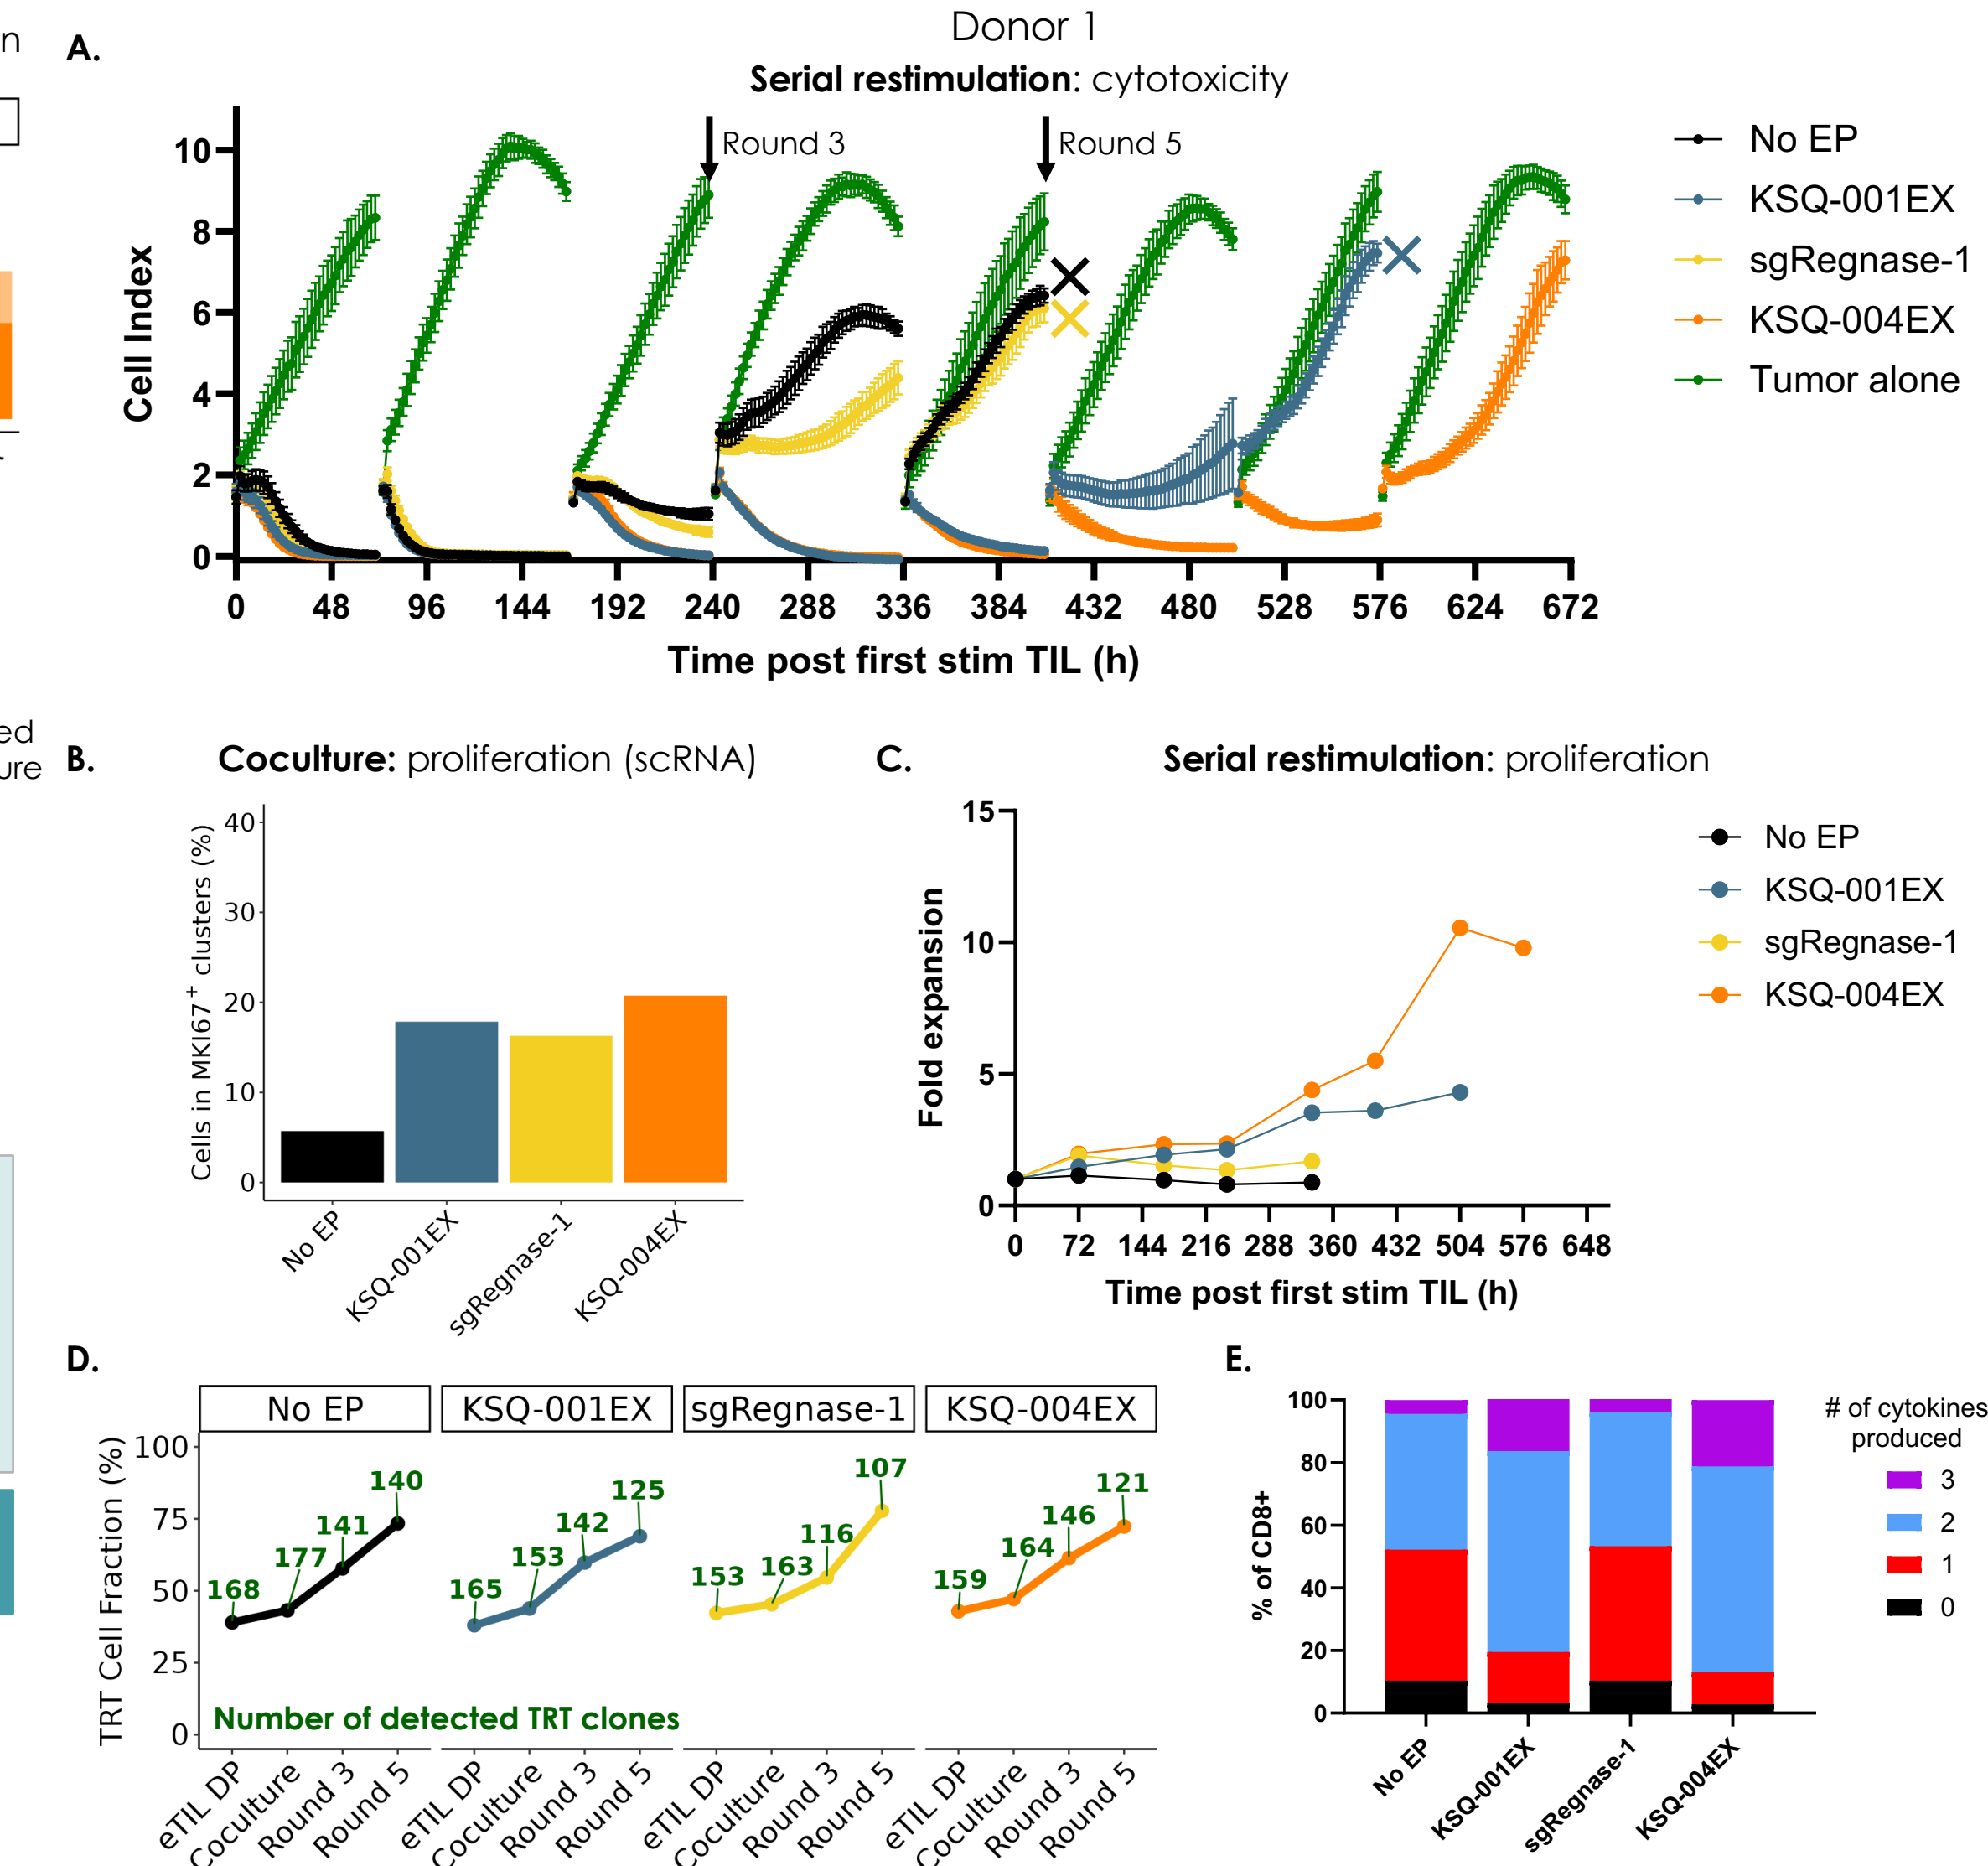 n
ed
ure
A.
Donor 1
Serial restimulation: cytotoxicity
Round 3
Round 5
Cell Index
10
8
6
4
2
0
0 48 96 144 192 240 288 336 384 432 480 528 576 624 672
Time post first stim TIL (h)
No EP
KSQ-001EX
sgRegnase-1
KSQ-004EX
Tumor alone
B.
Coculture: proliferation (scRNA)
Cells in MKI67+ clusters (%)
40
30
20
10
0
No EP
KSQ-001EX
sgRegnase-1
KSQ-004EX
C.
Serial restimulation: proliferation
Fold expansion
15
10
5
0
0 72 144 216 288 360 432 504 576 648
Time post first stim TIL (h)
No EP
KSQ-001EX
sgRegnase-1
KSQ-004EX
D.
No EP KSQ-001EX sgRegnase-1 KSQ-004EX
TRT Cell Fraction (%)
100
75
50
25
0
168 177 141 140
165 153 142 125
153 163 116 107
159 164 146 121
Number of detected TRT clones
eTIL DP Coculture Round 3 Round 5
eTIL DP Coculture Round 3 Round 5
eTIL DP Coculture Round 3 Round 5
eTIL DP Coculture Round 3 Round 5
E.
% of CD8+
100
80
60
40
20
0
No EP
KSQ-001EX
sgRegnase-1
KSQ-004EX
# of cytokines
produced
3
2
1
0